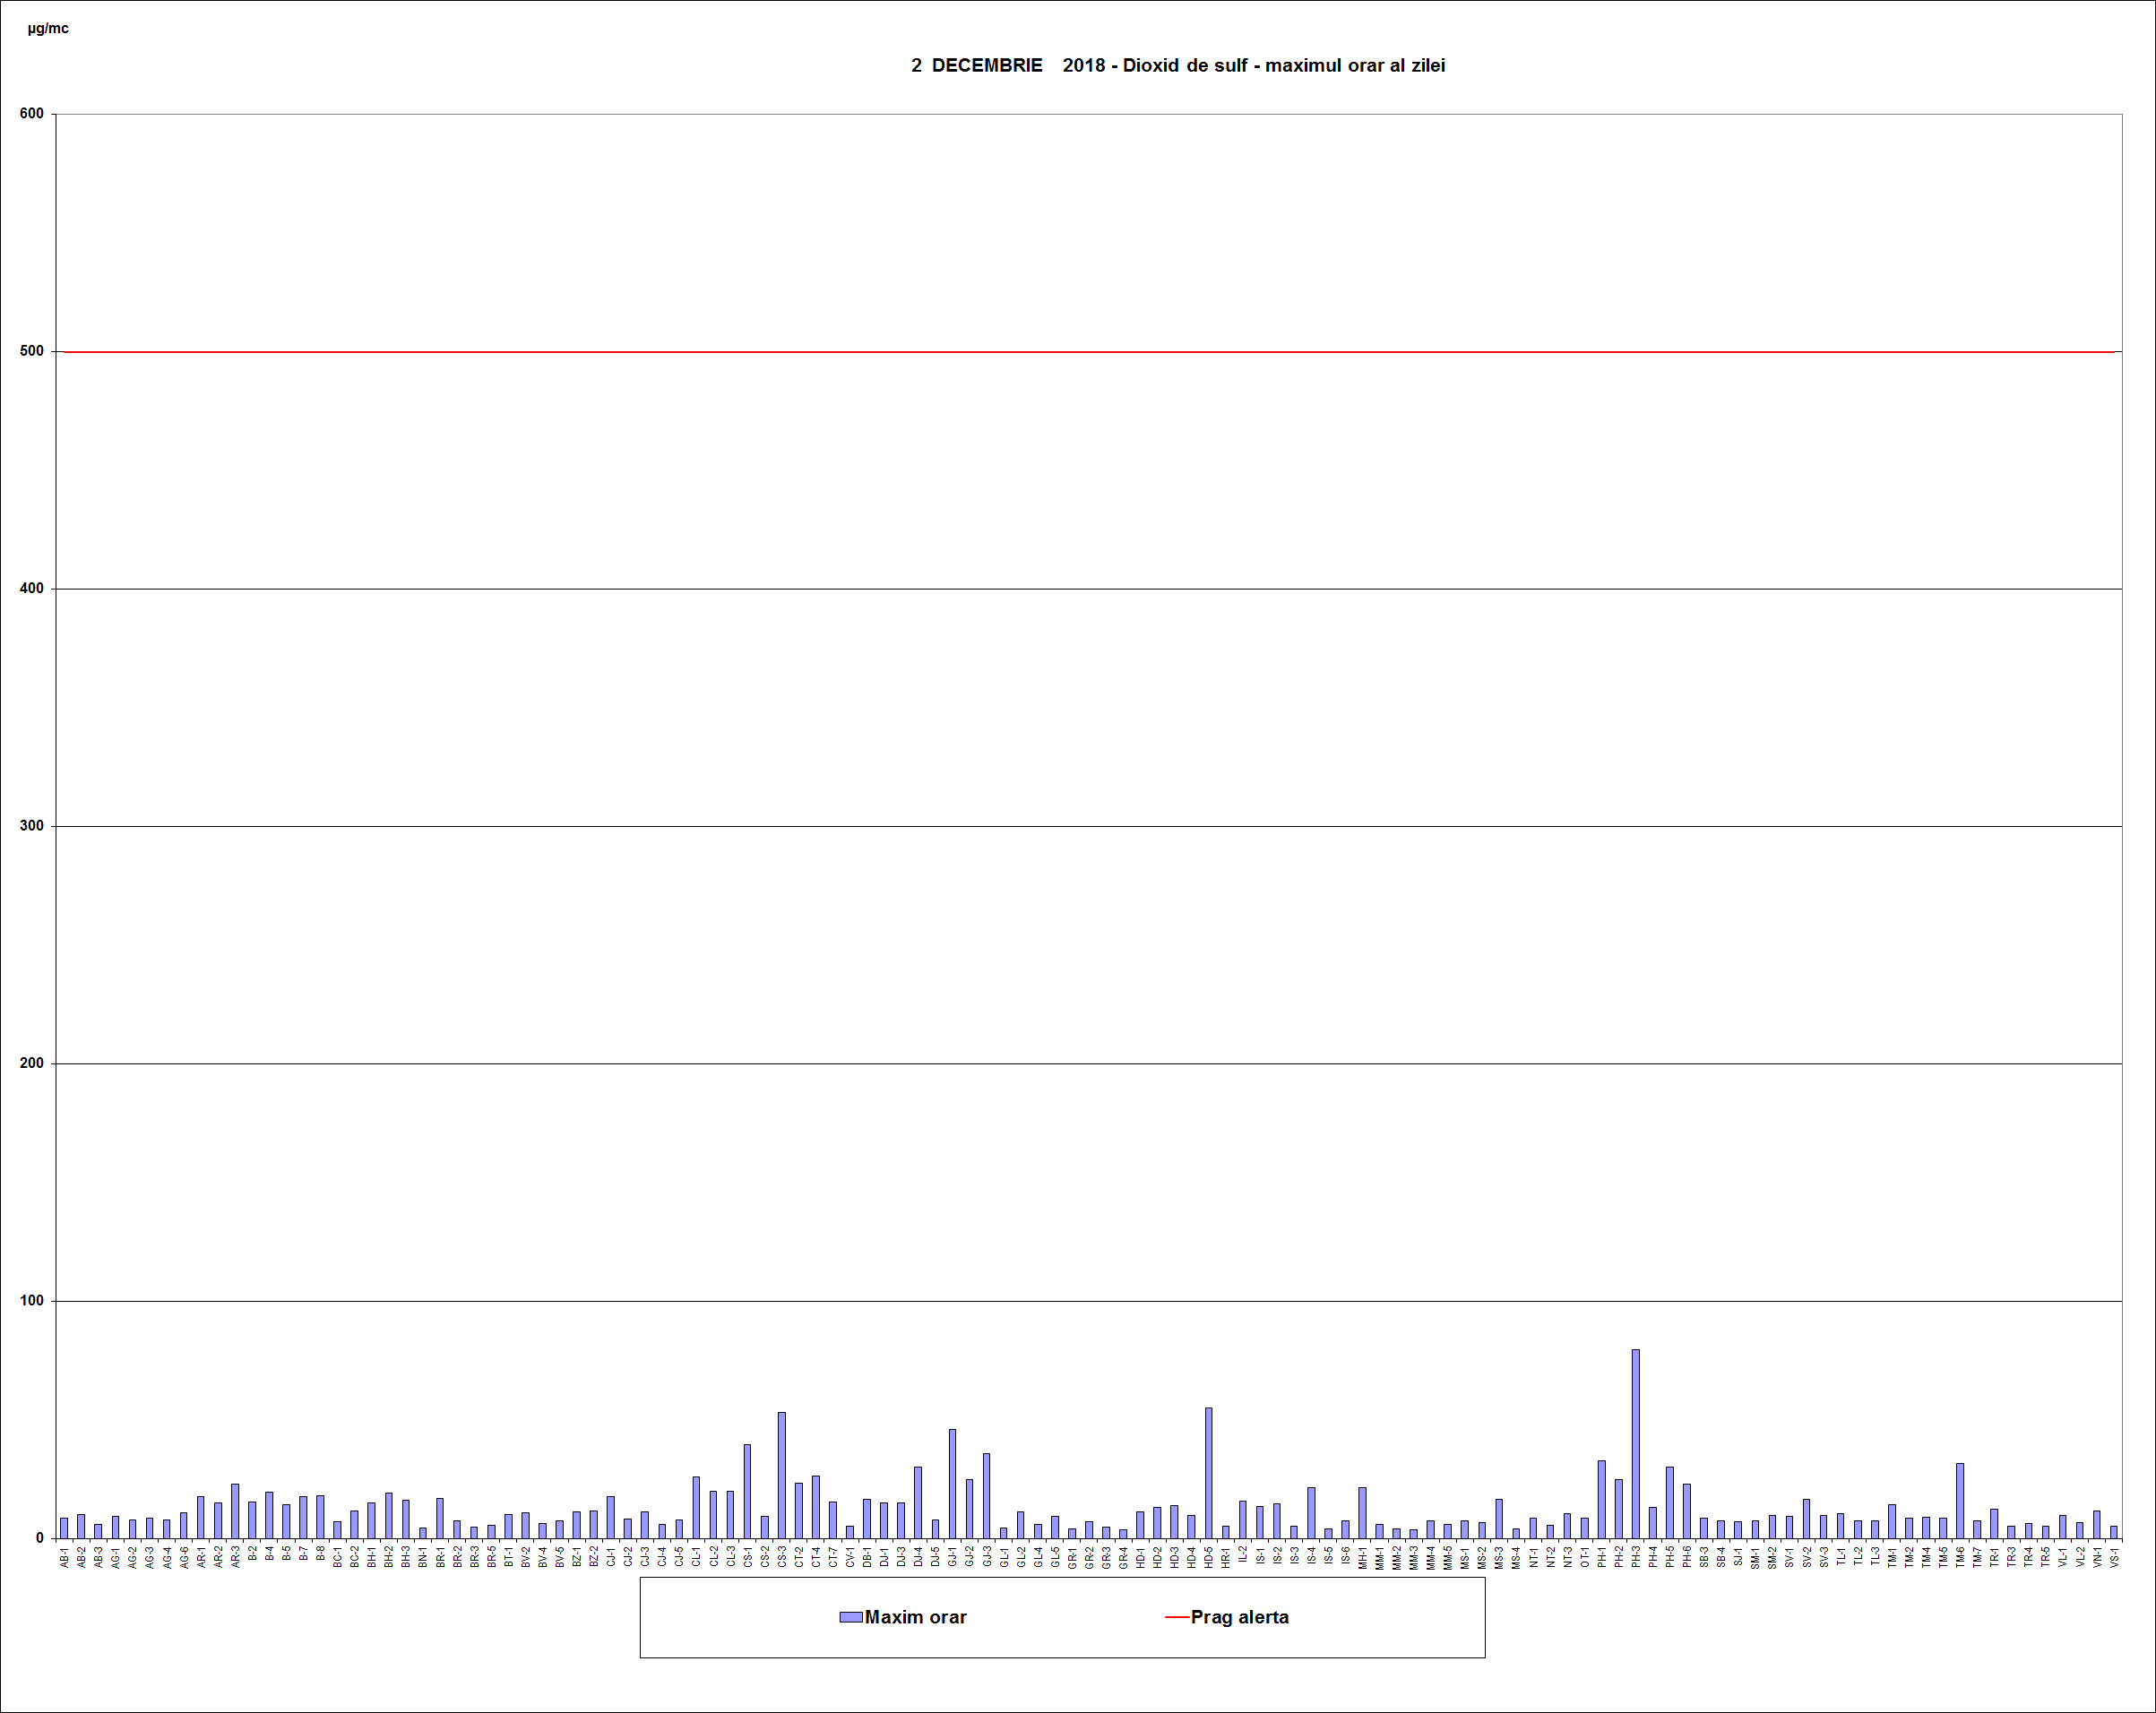 µg/mc
2 DECEMBRIE 2018 - Dioxid de sulf - maximul orar al zilei
600
500
400
300
200
100
0
AB-1 AB-2 AB-3 AG-1 AG-2 AG-3 AG-4 AG-6 AR-1 AR-2 AR-3 B-2 B-4 B-5 B-7 B-8 BC-1 BC-2 BH-1 BH-2 BH-3 BN-1 BR-1 BR-2 BR-3 BR-5 BT-1 BV-2 BV-4 BV-5 BZ-1 BZ-2 CJ-1 CJ-2 CJ-3 CJ-4 CJ-5 CL-1 CL-2 CL-3 CS-1 CS-2 CS-3 CT-2 CT-4 CT-7 CV-1 DB-1 DJ-1 DJ-3 DJ-4 DJ-5 GJ-1 GJ-2 GJ-3 GL-1 GL-2 GL-4 GL-5 GR-1 GR-2 GR-3 GR-4 HD-1 HD-2 HD-3 HD-4 HD-5 HR-1 IL-2 IS-1 IS-2 IS-3 IS-4 IS-5 IS-6 MH-1 MM-1 MM-2 MM-3 MM-4 MM-5 MS-1 MS-2 MS-3 MS-4 NT-1 NT-2 NT-3 OT-1 PH-1 PH-2 PH-3 PH-4 PH-5 PH-6 SB-3 SB-4 SJ-1 SM-1 SM-2 SV-1 SV-2 SV-3 TL-1 TL-2 TL-3 TM-1 TM-2 TM-4 TM-5 TM-6 TM-7 TR-1 TR-3 TR-4 TR-5 VL-1 VL-2 VN-1 VS-1
Maxim orar Prag alerta